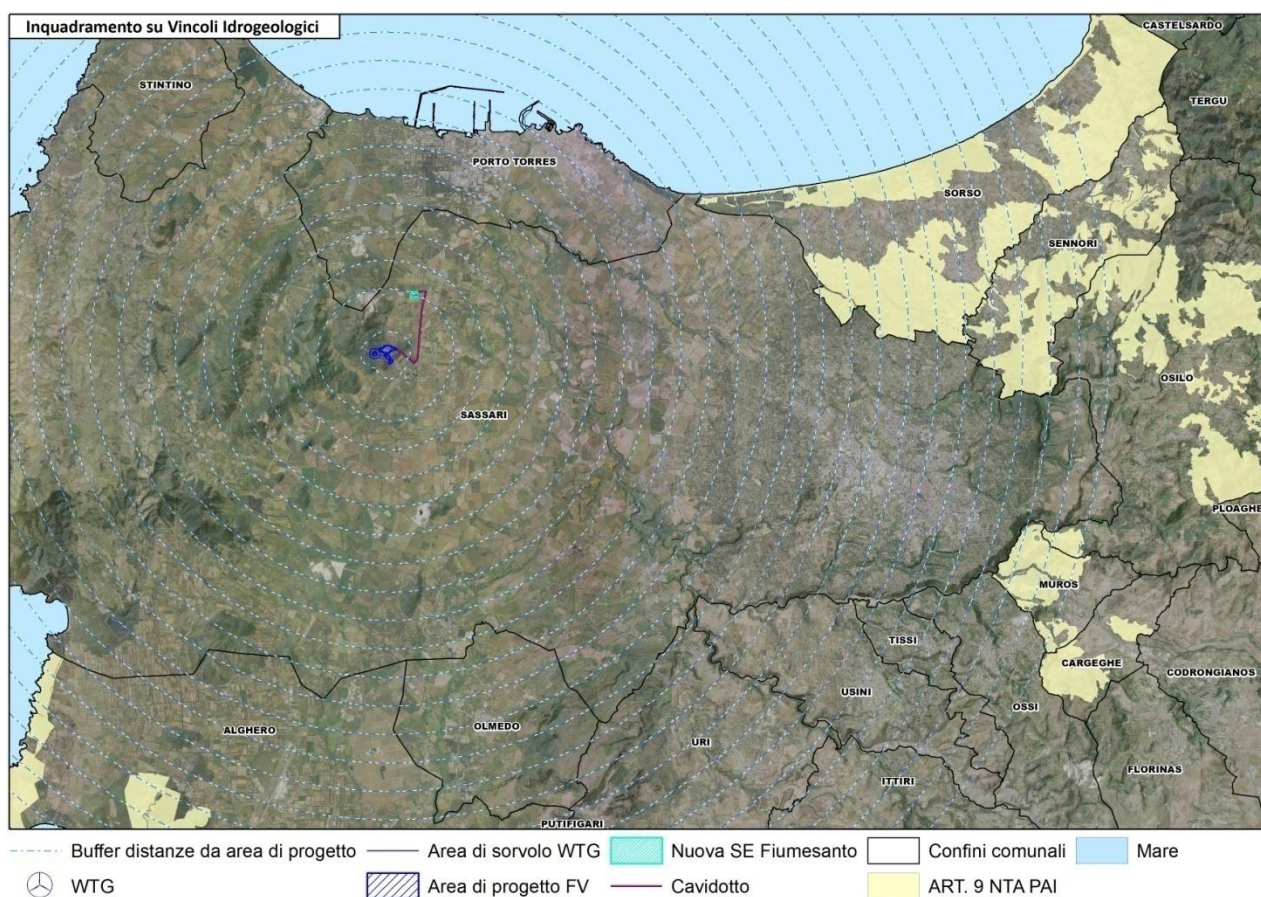 Inquadramento su Vincoli Idrogeologici
CASTELSARDO
STINTINO
TERGU
PORTO TORRES
SORSO
SENNORI
OSILO
SASSARI
PLOAGHE
MUROS
TISSI
CARGEGHE
CODRONGIANOS
USINI
OSSI
ALGHERO
OLMEDO
URI
FLORINAS
ITTIRI
PUTIFIGARI
Buffer distanze da area di progetto
Area di sorvolo WTG
Nuova SE Fiumesanto
Confini comunali
Mare
WTG
Area di progetto FV
Cavidotto
ART. 9 NTA PAI